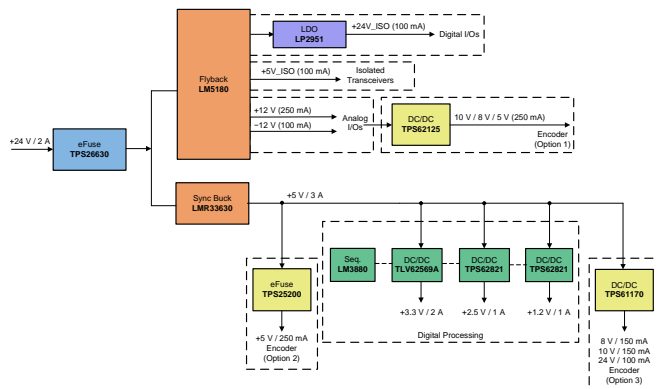 LDO
LP2951
+24V_ISO (100 mA)
Digital I/Os
Flyback
LM5180
+5V_ISO (100 mA)
Isolated
Transceivers
+12 V (250 mA)
−12 V (100 mA)
Analog
I/Os
DC/DC
TPS62125
10 V / 8 V / 5 V (250 mA)
Encoder
(Option 1)
+24 V / 2 A
eFuse
TPS26630
Sync Buck
LMR33630
+5 V / 3 A
Seq.
LM3880
DC/DC
TLV62569A
DC/DC
TPS62821
DC/DC
TPS62821
eFuse
TPS25200
DC/DC
TPS61170
+3.3 V / 2 A
+2.5 V / 1 A
+1.2 V / 1 A
Digital Processing
+5 V / 250 mA
Encoder
(Option 2)
8 V / 150 mA
10 V / 150 mA
24 V / 100 mA
Encoder
(Option 3)